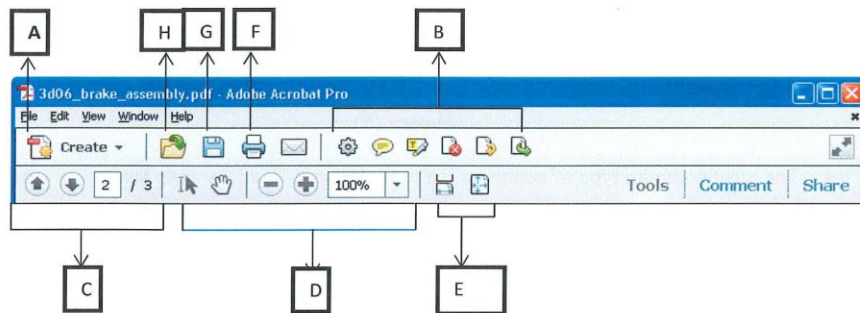 A H G F B
3d06_brake_assembly.pdf - Adobe Acrobat Pro
File Edit View Window Help
Create
2 / 3 100% Tools Comment Share
C D E